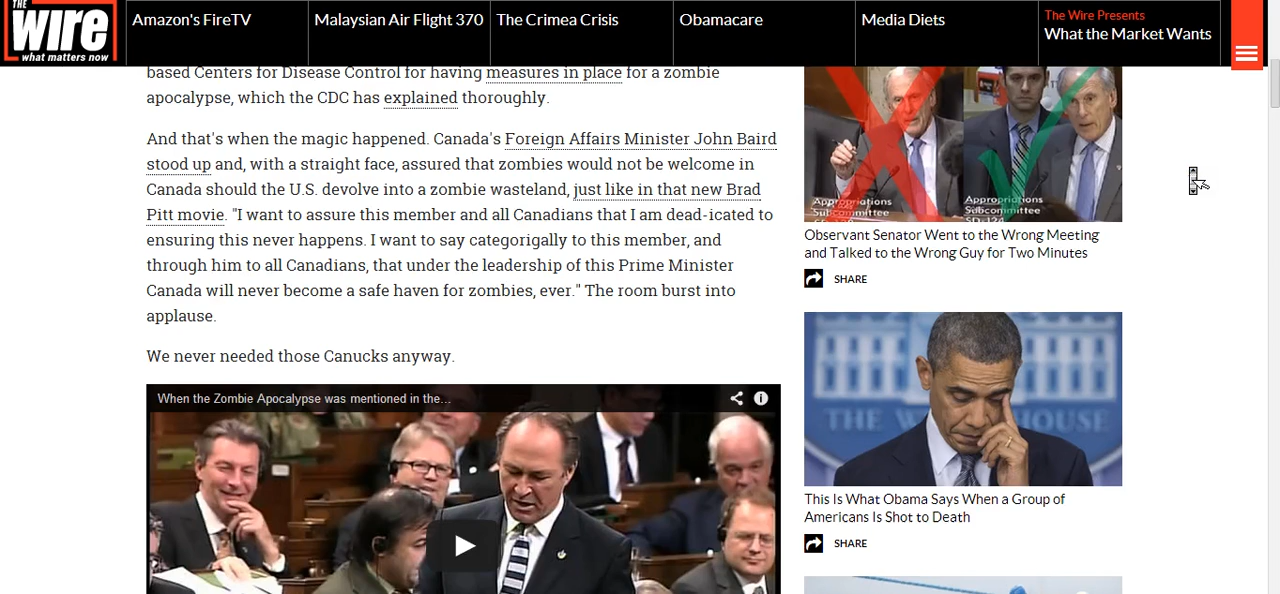 THE
wire
what matters now
Amazon's FireTV
Malaysian Air Flight 370
The Crimea Crisis
Obamacare
Media Diets
The Wire Presents
What the Market Wants
based Centers for Disease Control for having measures in place for a zombie
apocalypse, which the CDC has explained thoroughly.
And that's when the magic happened. Canada's Foreign Affairs Minister John Baird
stood up and, with a straight face, assured that zombies would not be welcome in
Canada should the U.S. devolve into a zombie wasteland, just like in that new Brad
Pitt movie. "I want to assure this member and all Canadians that I am dead-icated to
ensuring this never happens. I want to say categorigally to this member, and
through him to all Canadians, that under the leadership of this Prime Minister
Canada will never become a safe haven for zombies, ever." The room burst into
applause.
We never needed those Canucks anyway.
When the Zombie Apocalypse was mentioned in the...
Appropriations
Subcommittee
SD-124
Appropriations
Subcommittee
SD-124
Observant Senator Went to the Wrong Meeting
and Talked to the Wrong Guy for Two Minutes
SHARE
THE WHITE HOUSE
This Is What Obama Says When a Group of
Americans Is Shot to Death
SHARE